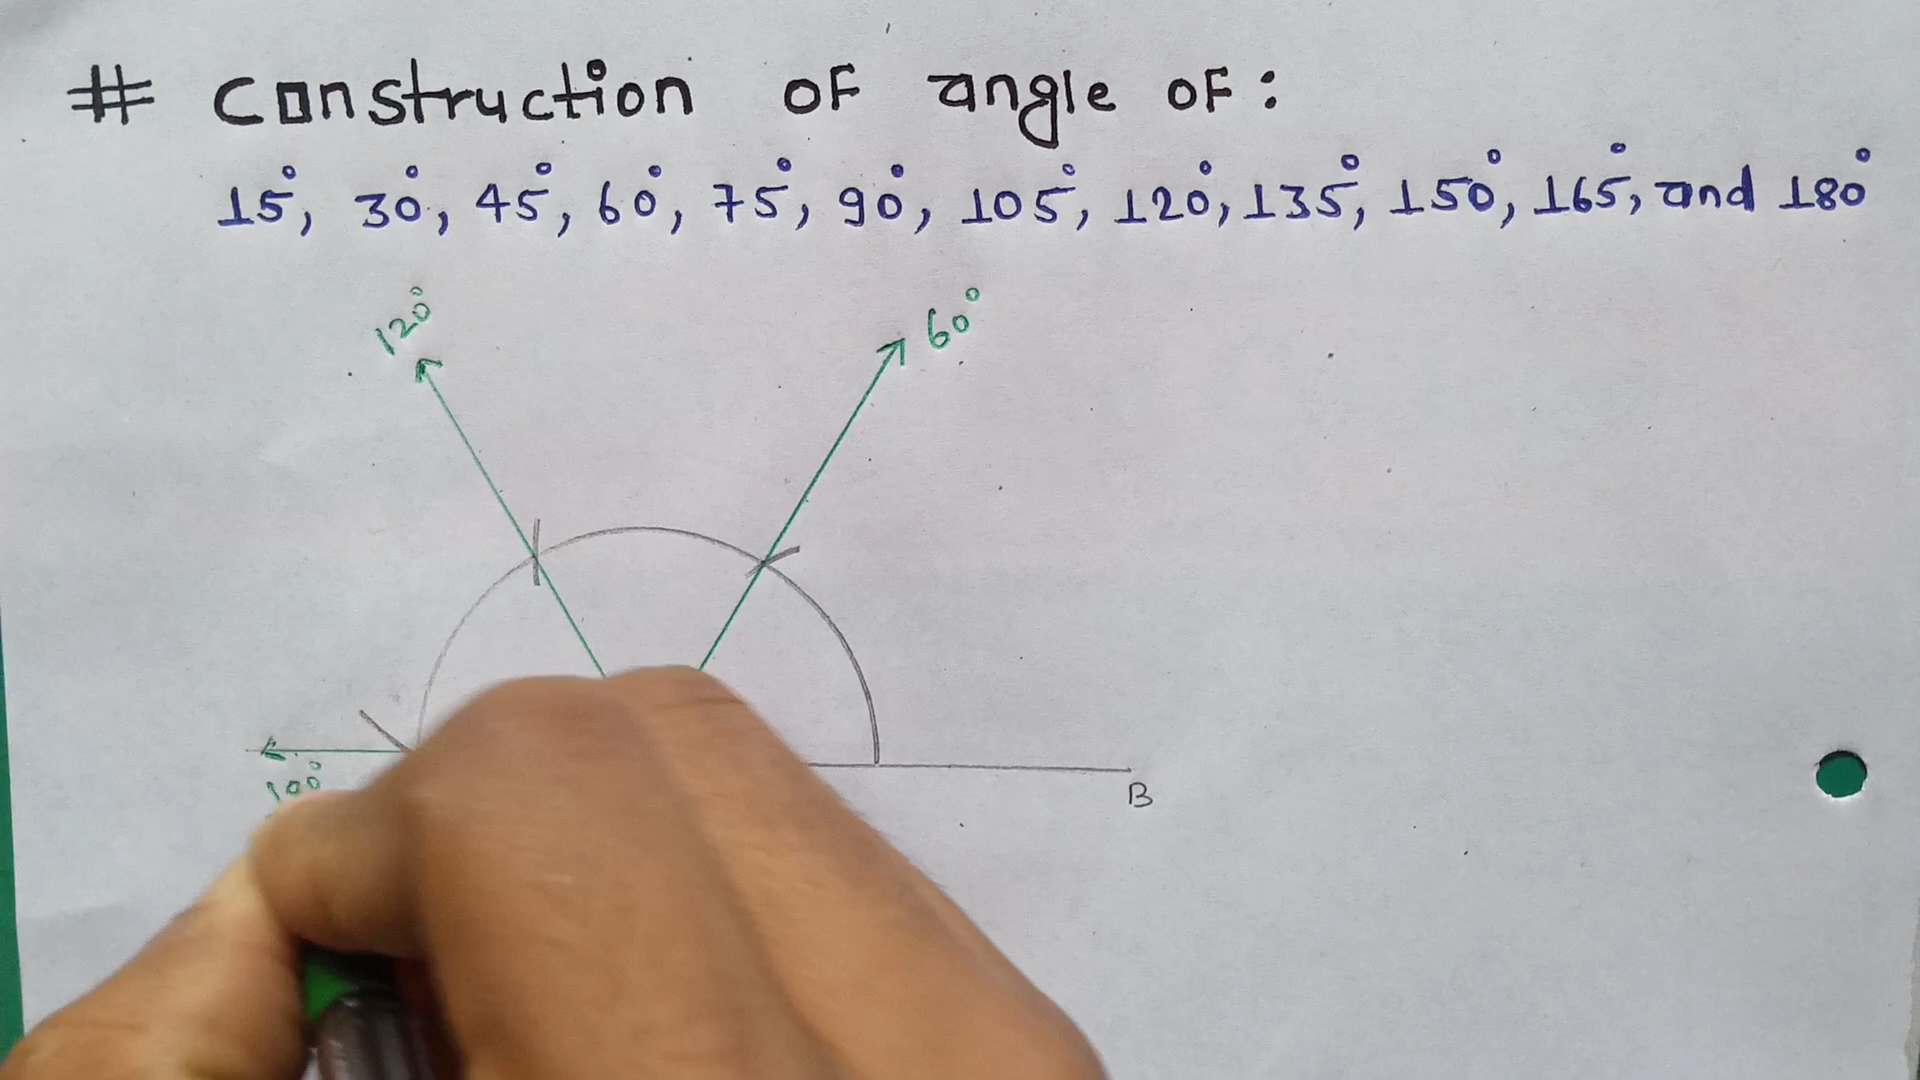 # Construction OF angle OF:
15°, 30°, 45°, 60°, 75°, 90°, 105°, 120°, 135°, 150°, 165°, and 180°
120° 60°
B